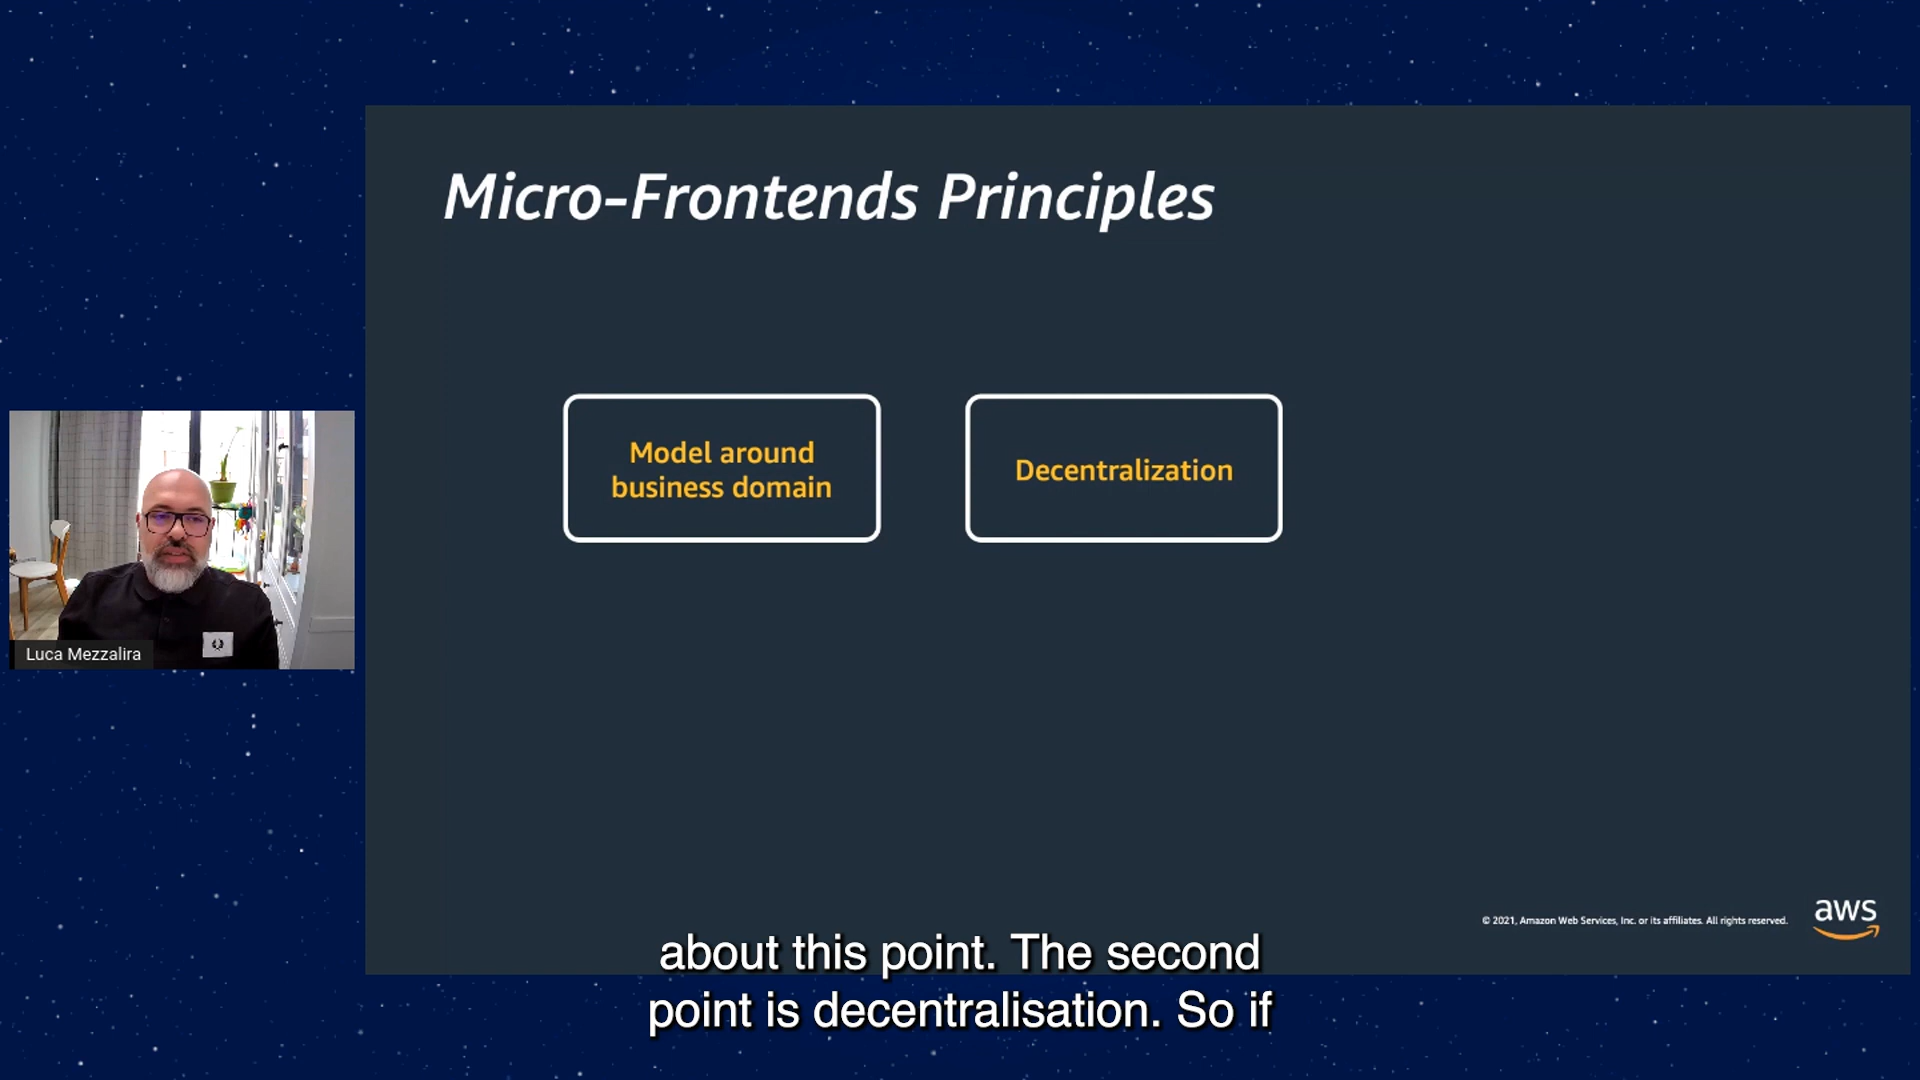 Micro-Frontends Principles
Model around
business domain
Decentralization
Luca Mezzalira
© 2021, Amazon Web Services, Inc. or its affiliates. All rights reserved.
aws
about this point. The second
point is decentralisation. So if